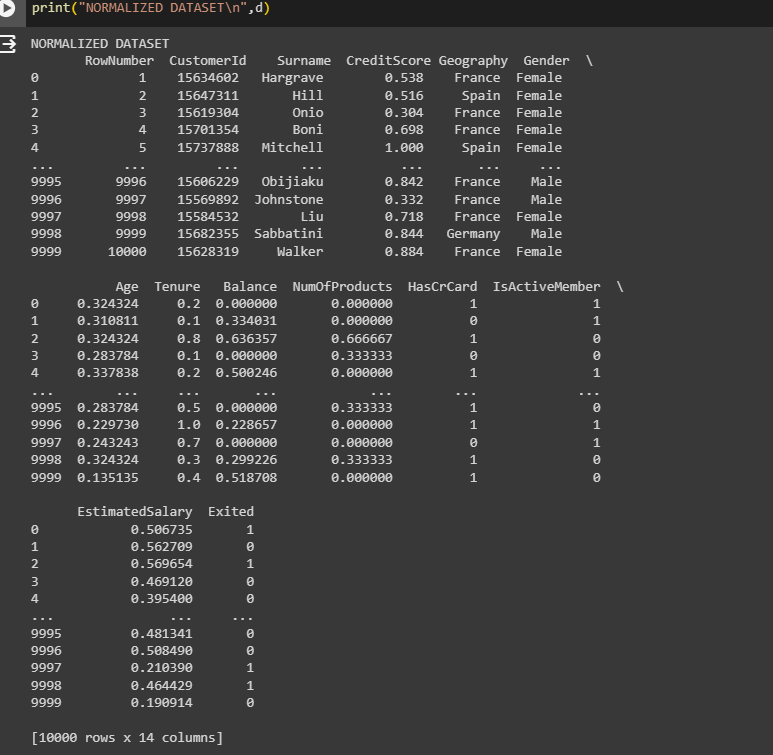 print("NORMALIZED DATASET\n",d)
NORMALIZED DATASET
       RowNumber  CustomerId    Surname  CreditScore Geography  Gender  \
0             1    15634602   Hargrave        0.538    France  Female
1             2    15647311       Hill        0.516     Spain  Female
2             3    15619304       Onio        0.304    France  Female
3             4    15701354       Boni        0.698    France  Female
4             5    15737888   Mitchell        1.000     Spain  Female
...         ...         ...        ...          ...       ...     ...
9995       9996    15606229   Obijiaku        0.842    France    Male
9996       9997    15569892  Johnstone        0.332    France    Male
9997       9998    15584532        Liu        0.718    France  Female
9998       9999    15682355  Sabbatini        0.844   Germany    Male
9999      10000    15628319     Walker        0.884    France  Female
           Age  Tenure   Balance  NumOfProducts  HasCrCard  IsActiveMember  \
0     0.324324     0.2  0.000000       0.000000          1               1
1     0.310811     0.1  0.334031       0.000000          0               1
2     0.324324     0.8  0.636357       0.666667          1               0
3     0.283784     0.1  0.000000       0.333333          0               0
4     0.337838     0.2  0.500246       0.000000          1               1
...        ...     ...       ...            ...        ...             ...
9995  0.283784     0.5  0.000000       0.333333          1               0
9996  0.229730     1.0  0.228657       0.000000          1               1
9997  0.243243     0.7  0.000000       0.000000          0               1
9998  0.324324     0.3  0.299226       0.333333          1               0
9999  0.135135     0.4  0.518708       0.000000          1               0
      EstimatedSalary  Exited
0            0.506735       1
1            0.562709       0
2            0.569654       1
3            0.469120       0
4            0.395400       0
...               ...     ...
9995         0.481341       0
9996         0.508490       0
9997         0.210390       1
9998         0.464429       1
9999         0.190914       0
[10000 rows x 14 columns]